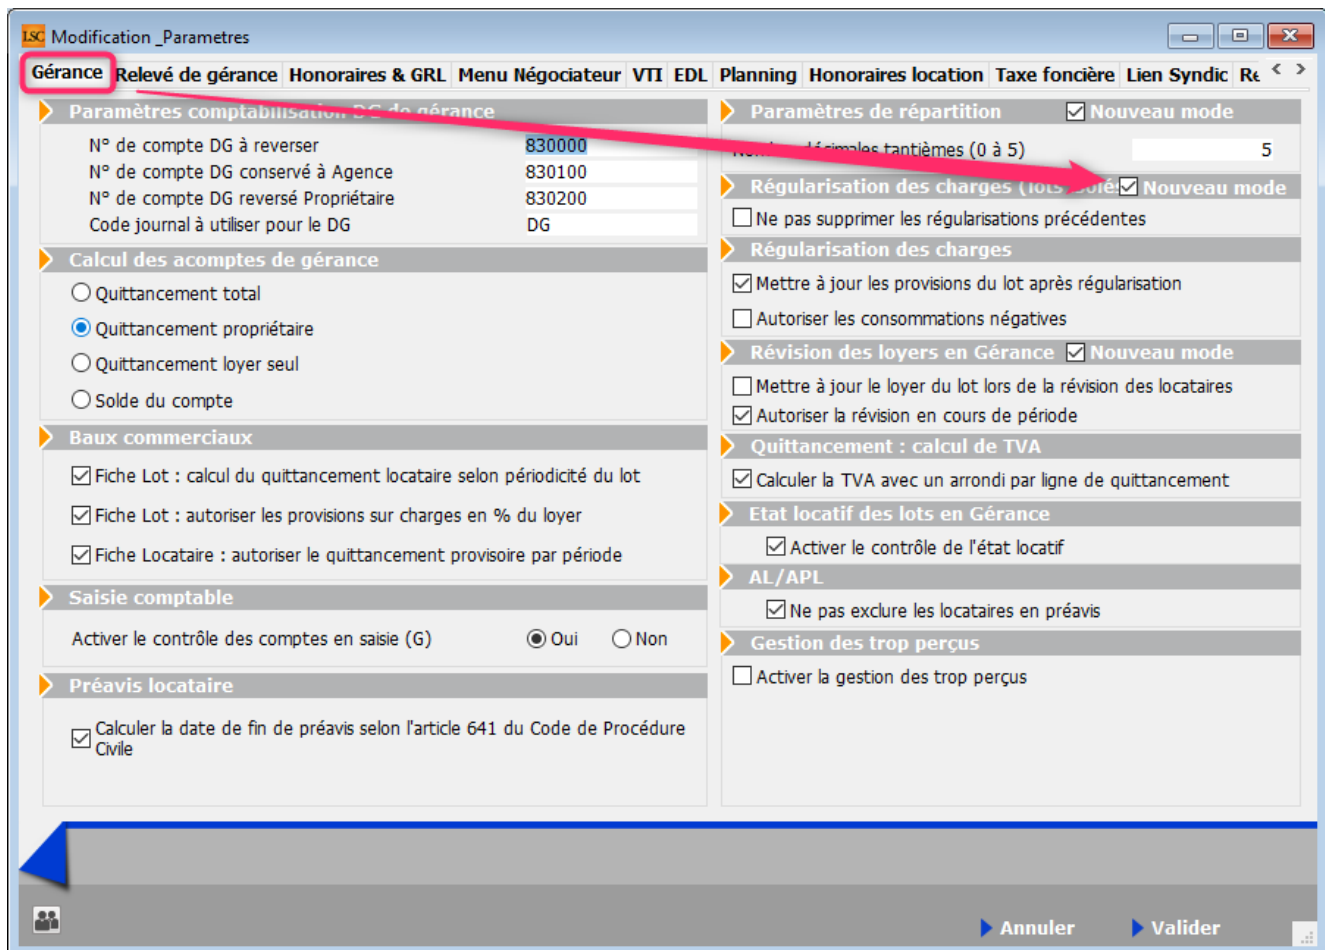 LSC Modification _Parametres
Gérance Relevé de gérance Honoraires & GRL Menu Négociateur VTI EDL Planning Honoraires location Taxe foncière Lien Syndic
Paramètres comptabilisation DG de gérance
N° de compte DG à reverser 830000
N° de compte DG conservé à Agence 830100
N° de compte DG reversé Propriétaire 830200
Code journal à utiliser pour le DG DG
Calcul des acomptes de gérance
Quittancement total
Quittancement propriétaire
Quittancement loyer seul
Solde du compte
Baux commerciaux
Fiche Lot : calcul du quittancement locataire selon périodicité du lot
Fiche Lot : autoriser les provisions sur charges en % du loyer
Fiche Locataire : autoriser le quittancement provisoire par période
Saisie comptable
Activer le contrôle des comptes en saisie (G) Oui Non
Préavis locataire
Calculer la date de fin de préavis selon l'article 641 du Code de Procédure
Civile
Paramètres de répartition Nouveau mode
décimales tantièmes (0 à 5) 5
Régularisation des charges (lots Nouveau mode
Ne pas supprimer les régularisations précédentes
Régularisation des charges
Mettre à jour les provisions du lot après régularisation
Autoriser les consommations négatives
Révision des loyers en Gérance Nouveau mode
Mettre à jour le loyer du lot lors de la révision des locataires
Autoriser la révision en cours de période
Quittancement : calcul de TVA
Calculer la TVA avec un arrondi par ligne de quittancement
Etat locatif des lots en Gérance
Activer le contrôle de l'état locatif
AL/APL
Ne pas exclure les locataires en préavis
Gestion des trop perçus
Activer la gestion des trop perçus
Annuler Valider